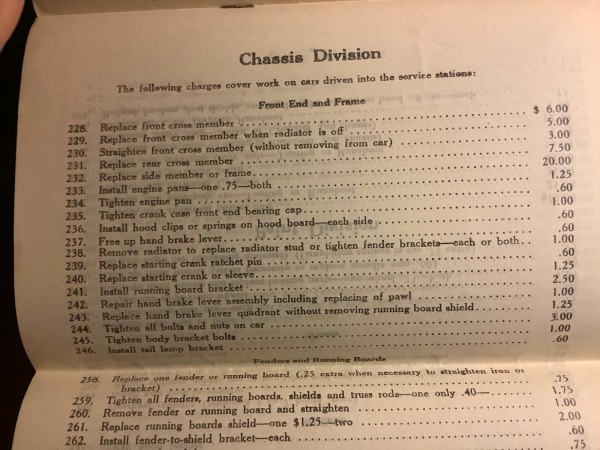 Chassis Division
The following charges cover work on cars driven into the service stations:
Front End and Frame
228. Replace front cross member $ 6.00
229. Replace front cross member when radiator is off 5.00
230. Straighten front cross member (without removing from car) 3.00
231. Replace rear cross member 7.50
232. Replace side member or frame 20.00
233. Install engine pans—one .75—both 1.25
234. Tighten engine pan .60
235. Tighten crank case front end bearing cap 1.00
236. Install hood clips or springs on hood board—each side .60
237. Free up hand brake lever .60
238. Remove radiator to replace radiator stud or tighten fender brackets—each or both 1.00
239. Replace starting crank ratchet pin .60
240. Replace starting crank or sleeve 1.25
241. Install running board bracket 2.50
242. Repair hand brake lever assembly including replacing of pawl 1.00
243. Replace hand brake lever quadrant without removing running board shield 1.25
244. Tighten all bolts and nuts on car 3.00
245. Tighten body bracket bolts 1.00
246. Install tail lamp bracket .60
Fenders and Running Boards
258. Replace one fender or running board (.25 extra when necessary to straighten iron or
bracket) .75
259. Tighten all fenders, running boards, shields and truss rods—one only .40— 1.75
260. Remove fender or running board and straighten 1.00
261. Replace running boards shield—one $1.25—two 2.00
262. Install fender-to-shield bracket—each .60
.75